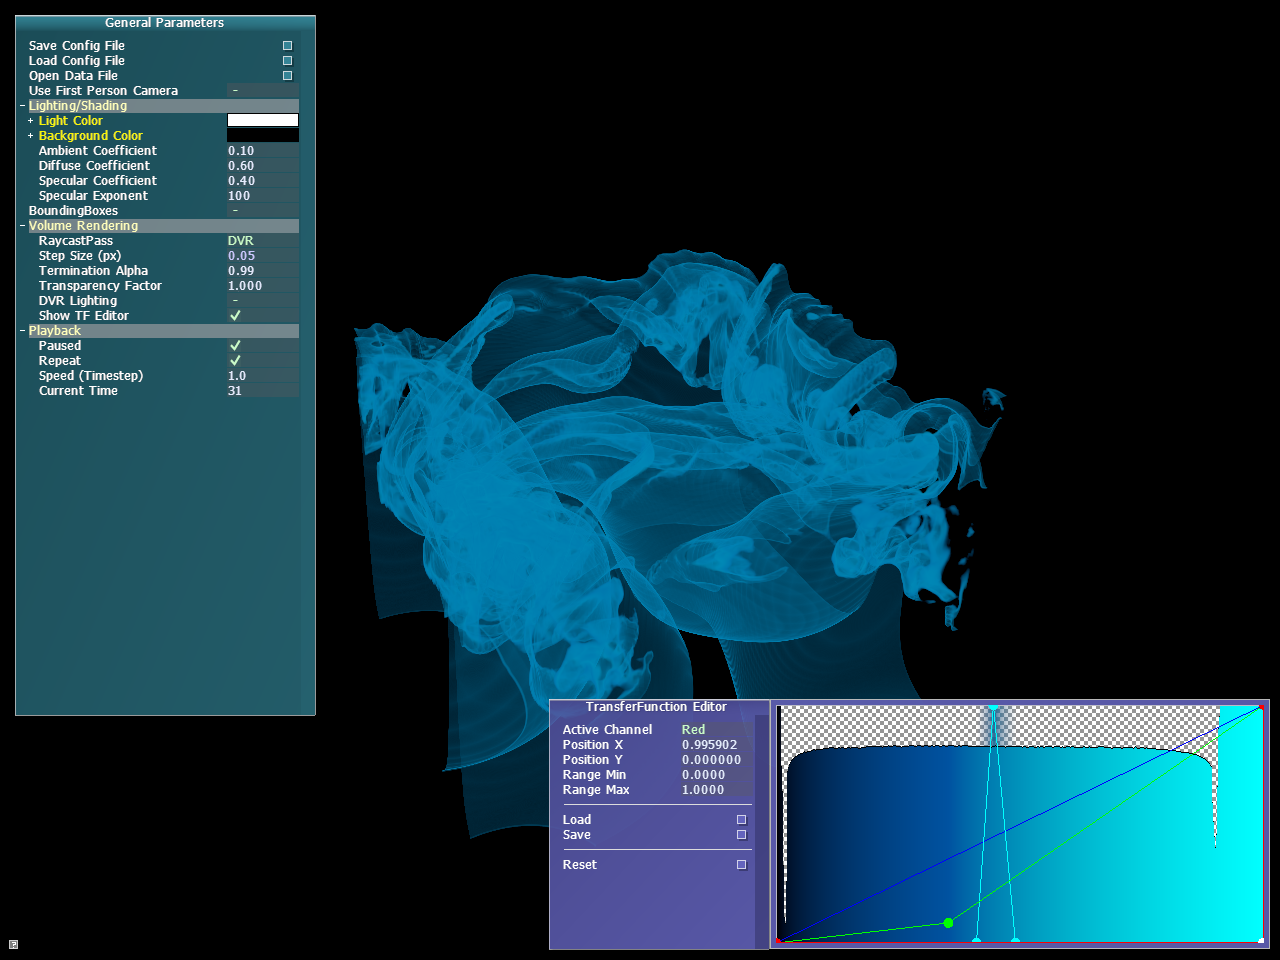 General Parameters
Save Config File
Load Config File
Open Data File
Use First Person Camera -
- Lighting/Shading
+ Light Color
+ Background Color
Ambient Coefficient 0.10
Diffuse Coefficient 0.60
Specular Coefficient 0.40
Specular Exponent 100
BoundingBoxes -
- Volume Rendering
RaycastPass DVR
Step Size (px) 0.05
Termination Alpha 0.99
Transparency Factor 1.000
DVR Lighting -
Show TF Editor ✓
- Playback
Paused ✓
Repeat ✓
Speed (Timestep) 1.0
Current Time 31
TransferFunction Editor
Active Channel Red
Position X 0.995902
Position Y 0.000000
Range Min 0.0000
Range Max 1.0000
Load
Save
Reset
?